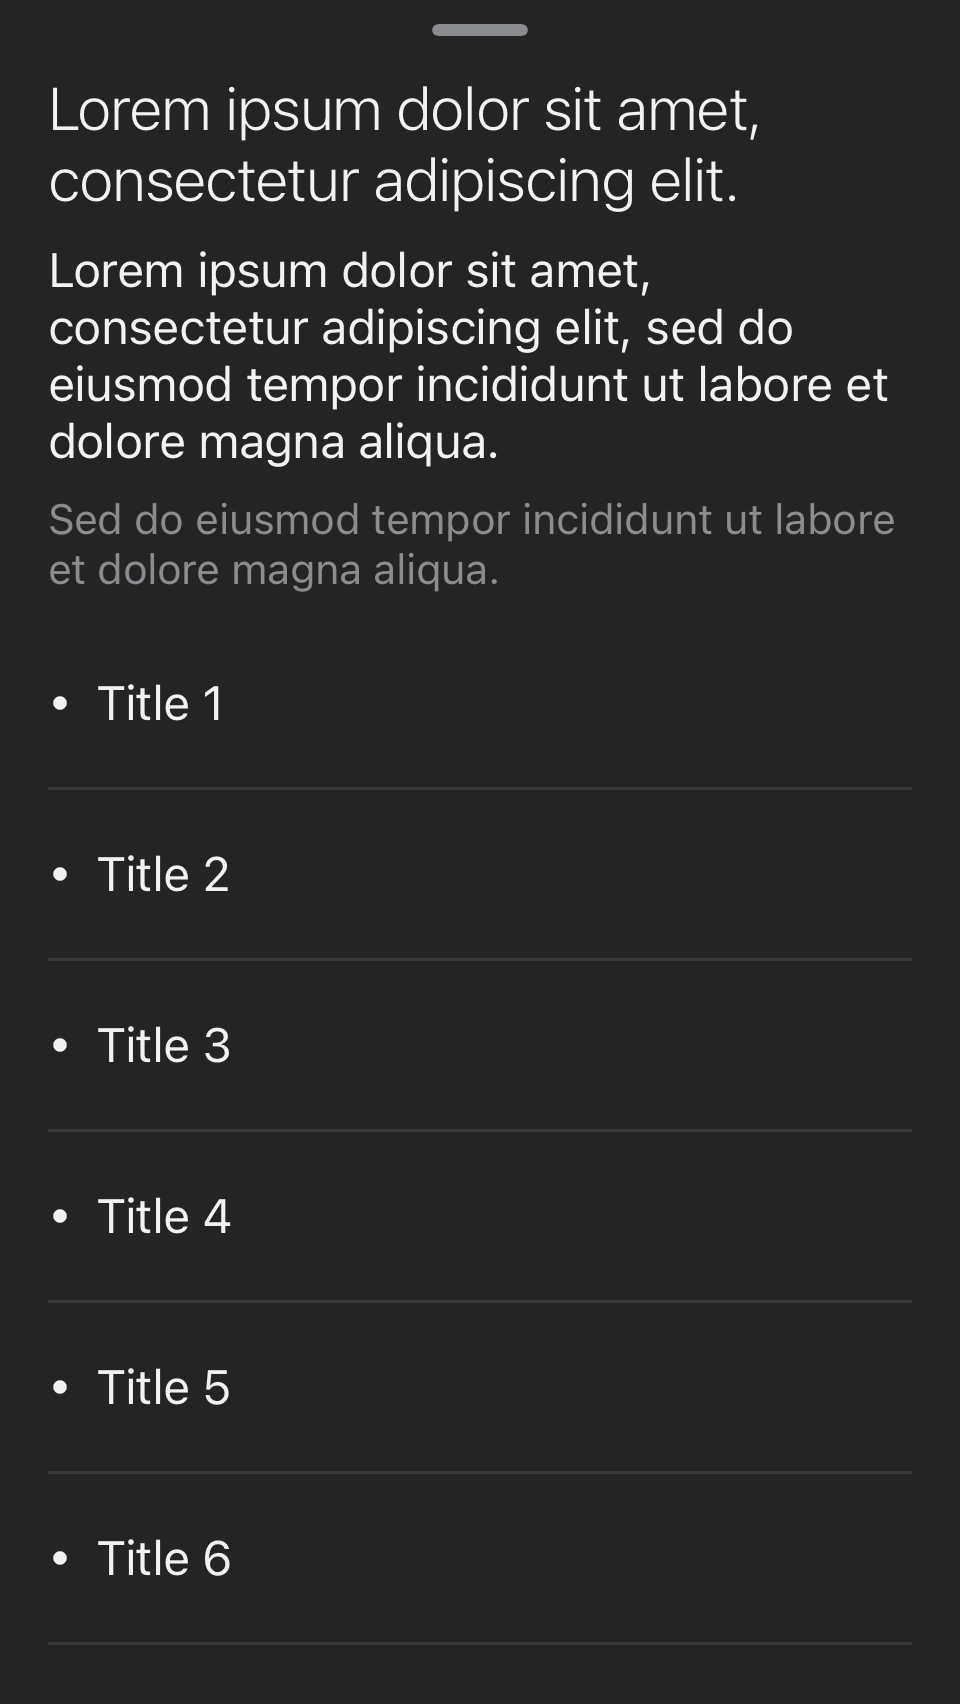 Lorem ipsum dolor sit amet,
consectetur adipiscing elit.
Lorem ipsum dolor sit amet,
consectetur adipiscing elit, sed do
eiusmod tempor incididunt ut labore et
dolore magna aliqua.
Sed do eiusmod tempor incididunt ut labore
et dolore magna aliqua.
• Title 1
• Title 2
• Title 3
• Title 4
• Title 5
• Title 6